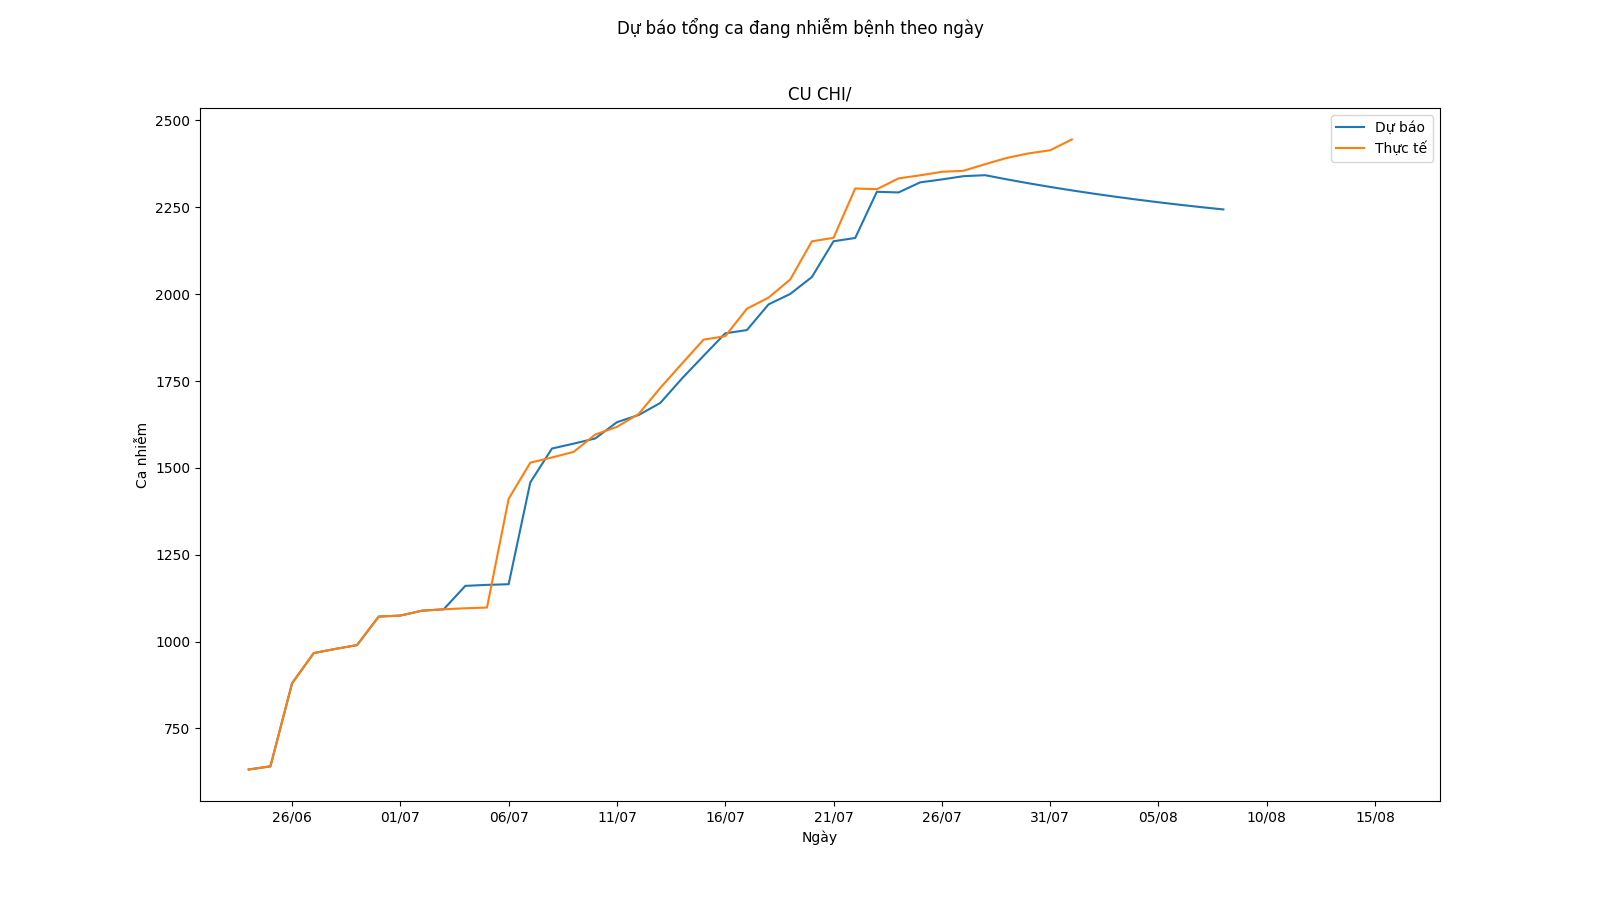 Dự báo tổng ca đang nhiễm bệnh theo ngày
CU CHI/
Dự báo
Thực tế
2500
2250
2000
1750
1500
1250
1000
750
Ca nhiễm
26/06 01/07 06/07 11/07 16/07 21/07 26/07 31/07 05/08 10/08 15/08
Ngày